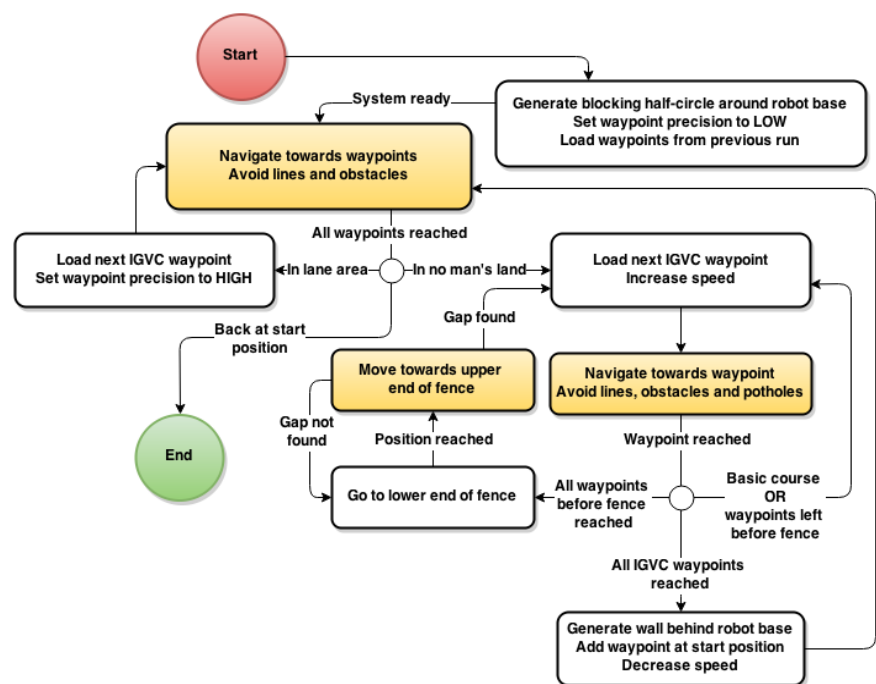 Start
Generate blocking half-circle around robot base
Set waypoint precision to LOW
Load waypoints from previous run
System ready
Navigate towards waypoints
Avoid lines and obstacles
All waypoints reached
Load next IGVC waypoint
Set waypoint precision to HIGH
In lane area
In no man's land
Load next IGVC waypoint
Increase speed
Back at start
position
Gap found
Move towards upper
end of fence
Navigate towards waypoint
Avoid lines, obstacles and potholes
Gap not
found
Position reached
Waypoint reached
End
Go to lower end of fence
All waypoints
before fence
reached
Basic course
OR
waypoints left
before fence
All IGVC waypoints
reached
Generate wall behind robot base
Add waypoint at start position
Decrease speed